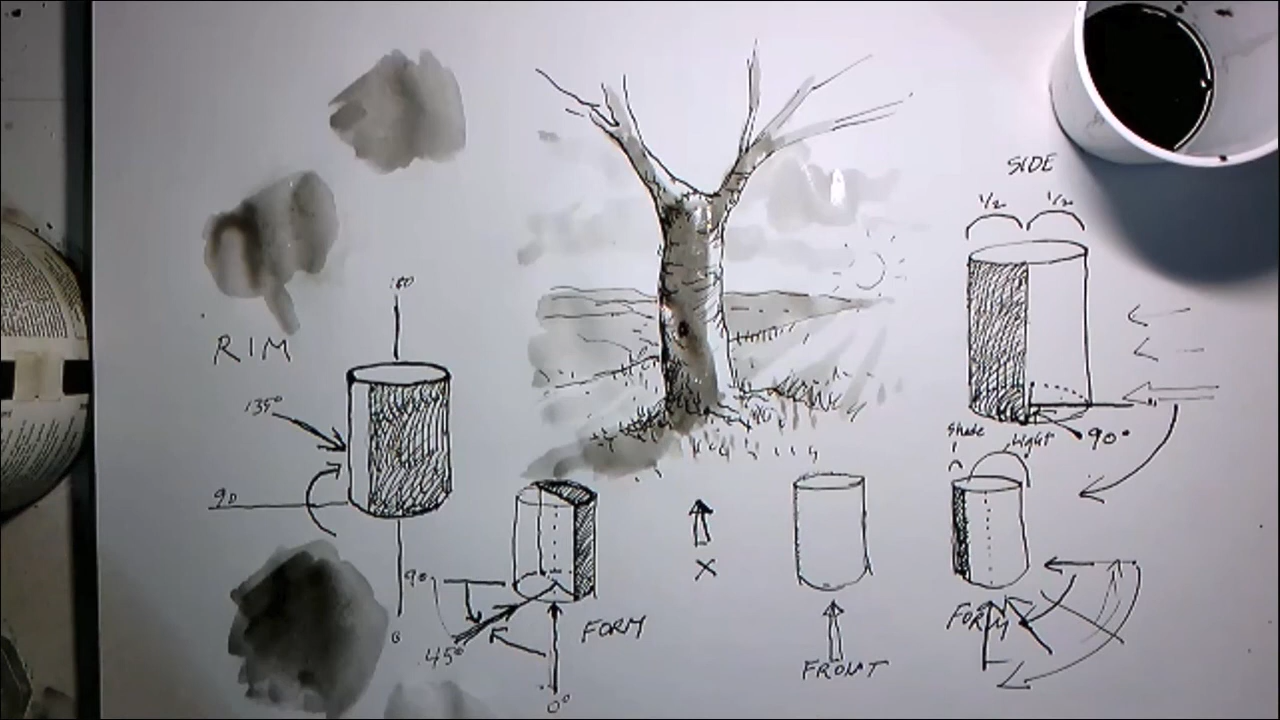 SIDE
1/2 1/2
180
RIM
135°
90
0
Shade
Light
90°
90
45°
0°
FORM
X
FRONT
FORM